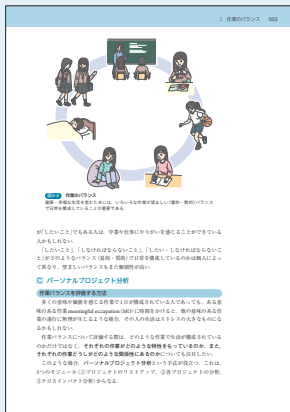 J 作業のバランス 003
図2-2 作業のバランス
健康・幸福な生活を営むためには、いろいろな作業が望ましい(量的・質的)バランス
で日常を構成していることが重要である。
が「したいこと」でもある人は、学業や仕事にやりがいを感じることができている
人かもしれない。
「したいこと」「しなければならないこと」「したい・しなければならないこ
と」がどのようなバランス(量的・質的)で日常を構成しているのかは個人によっ
て異なり、望ましいバランスもまた個別的である。
C パーソナルプロジェクト分析
作業バランスを評価する方法
多くの意味や価値を感じる作業で1日が構成されている人であっても、ある意
味のある作業 meaningful occupation (MO) に時間をかけると、他の意味のある作
業の遂行に無理が生じるような場合、その人の生活はストレスの大きなものにな
るかもしれない。
作業バランスについて評価する際は、どのような作業で生活が構成されている
のかだけではなく、それぞれの作業がどのような特性をもっているのか、また、
それぞれの作業どうしがどのような関係性にあるのかについても着目したい。
このような場合、パーソナルプロジェクト分析という手法が役立つ。これは、
3つのモジュール(①プロジェクトのリストアップ、②各プロジェクトの分析、
③クロスインパクト分析)からなる。